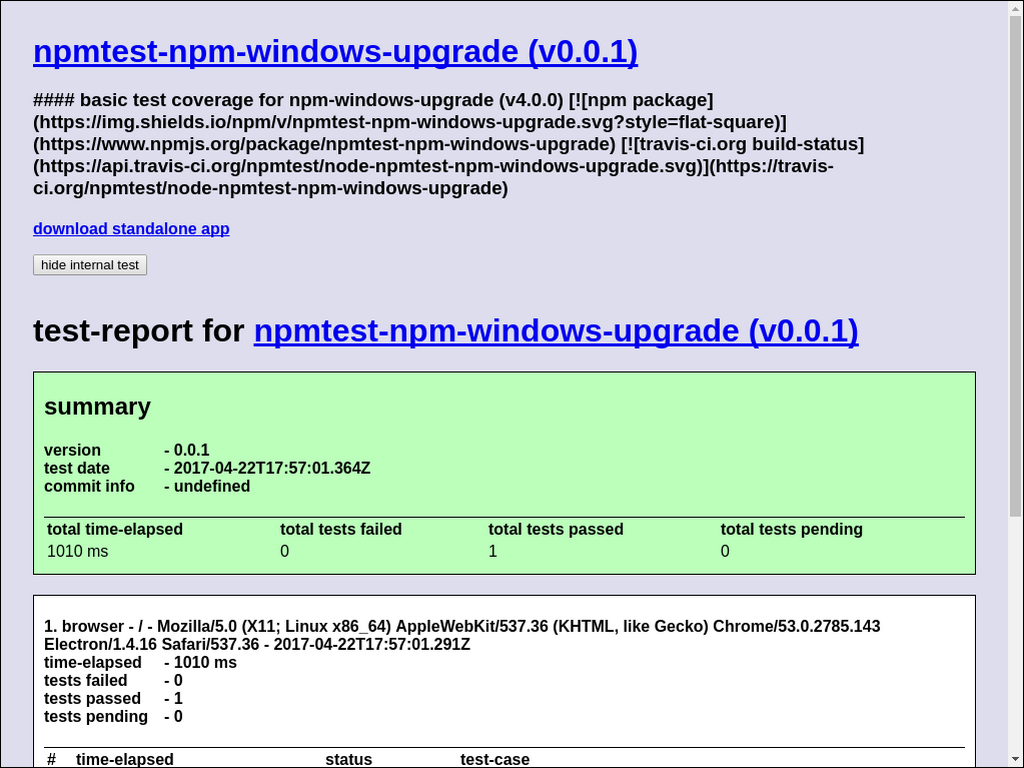 npmtest-npm-windows-upgrade (v0.0.1)
#### basic test coverage for npm-windows-upgrade (v4.0.0) [![npm package]
(https://img.shields.io/npm/v/npmtest-npm-windows-upgrade.svg?style=flat-square)]
(https://www.npmjs.org/package/npmtest-npm-windows-upgrade) [![travis-ci.org build-status]
(https://api.travis-ci.org/npmtest/node-npmtest-npm-windows-upgrade.svg)](https://travis-
ci.org/npmtest/node-npmtest-npm-windows-upgrade)
download standalone app
hide internal test
test-report for npmtest-npm-windows-upgrade (v0.0.1)
summary
version - 0.0.1
test date - 2017-04-22T17:57:01.364Z
commit info - undefined
total time-elapsed total tests failed total tests passed total tests pending
1010 ms 0 1 0
1. browser - / - Mozilla/5.0 (X11; Linux x86_64) AppleWebKit/537.36 (KHTML, like Gecko) Chrome/53.0.2785.143
Electron/1.4.16 Safari/537.36 - 2017-04-22T17:57:01.291Z
time-elapsed - 1010 ms
tests failed - 0
tests passed - 1
tests pending - 0
# time-elapsed status test-case